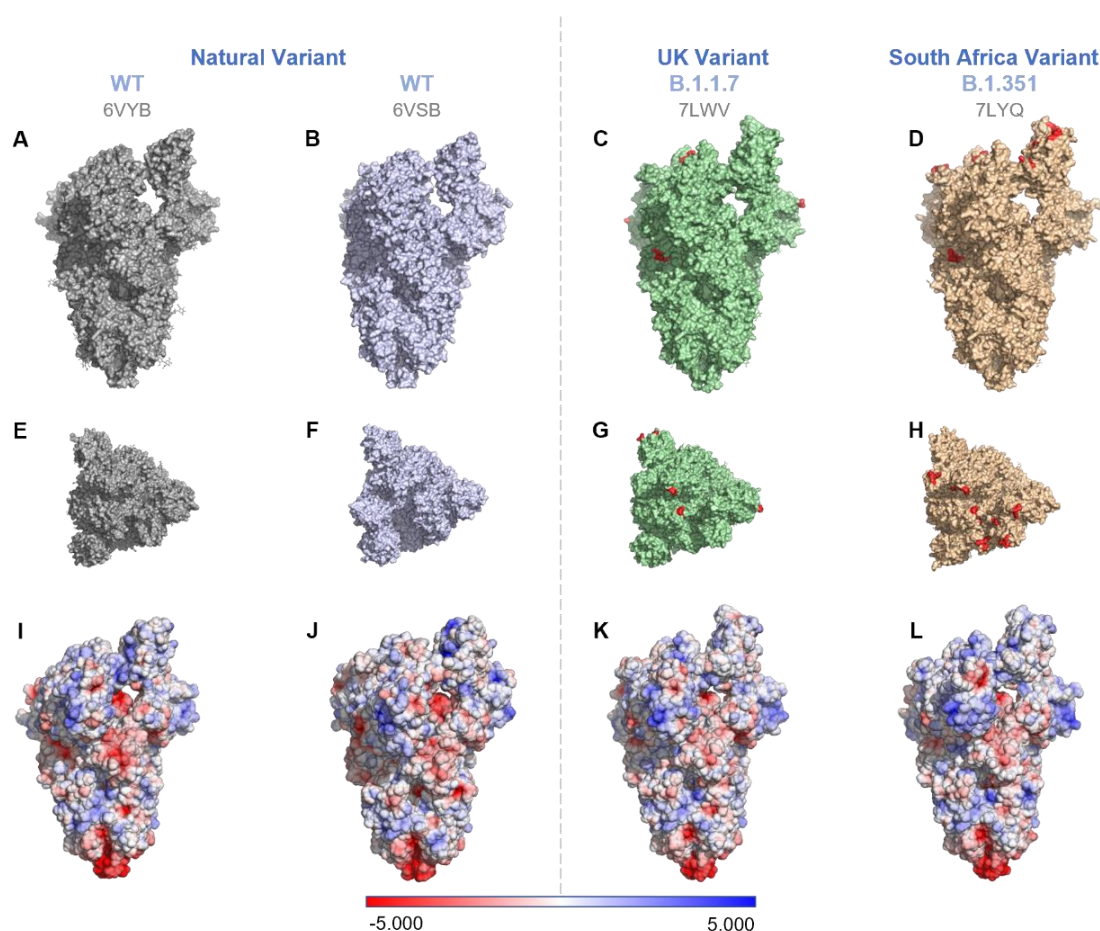 Natural Variant
UK Variant
South Africa Variant
WT
WT
B.1.1.7
B.1.351
6VYB
6VSB
7LWV
7LYQ
A
B
C
D
E
F
G
H
I
J
K
L
-5.000
5.000